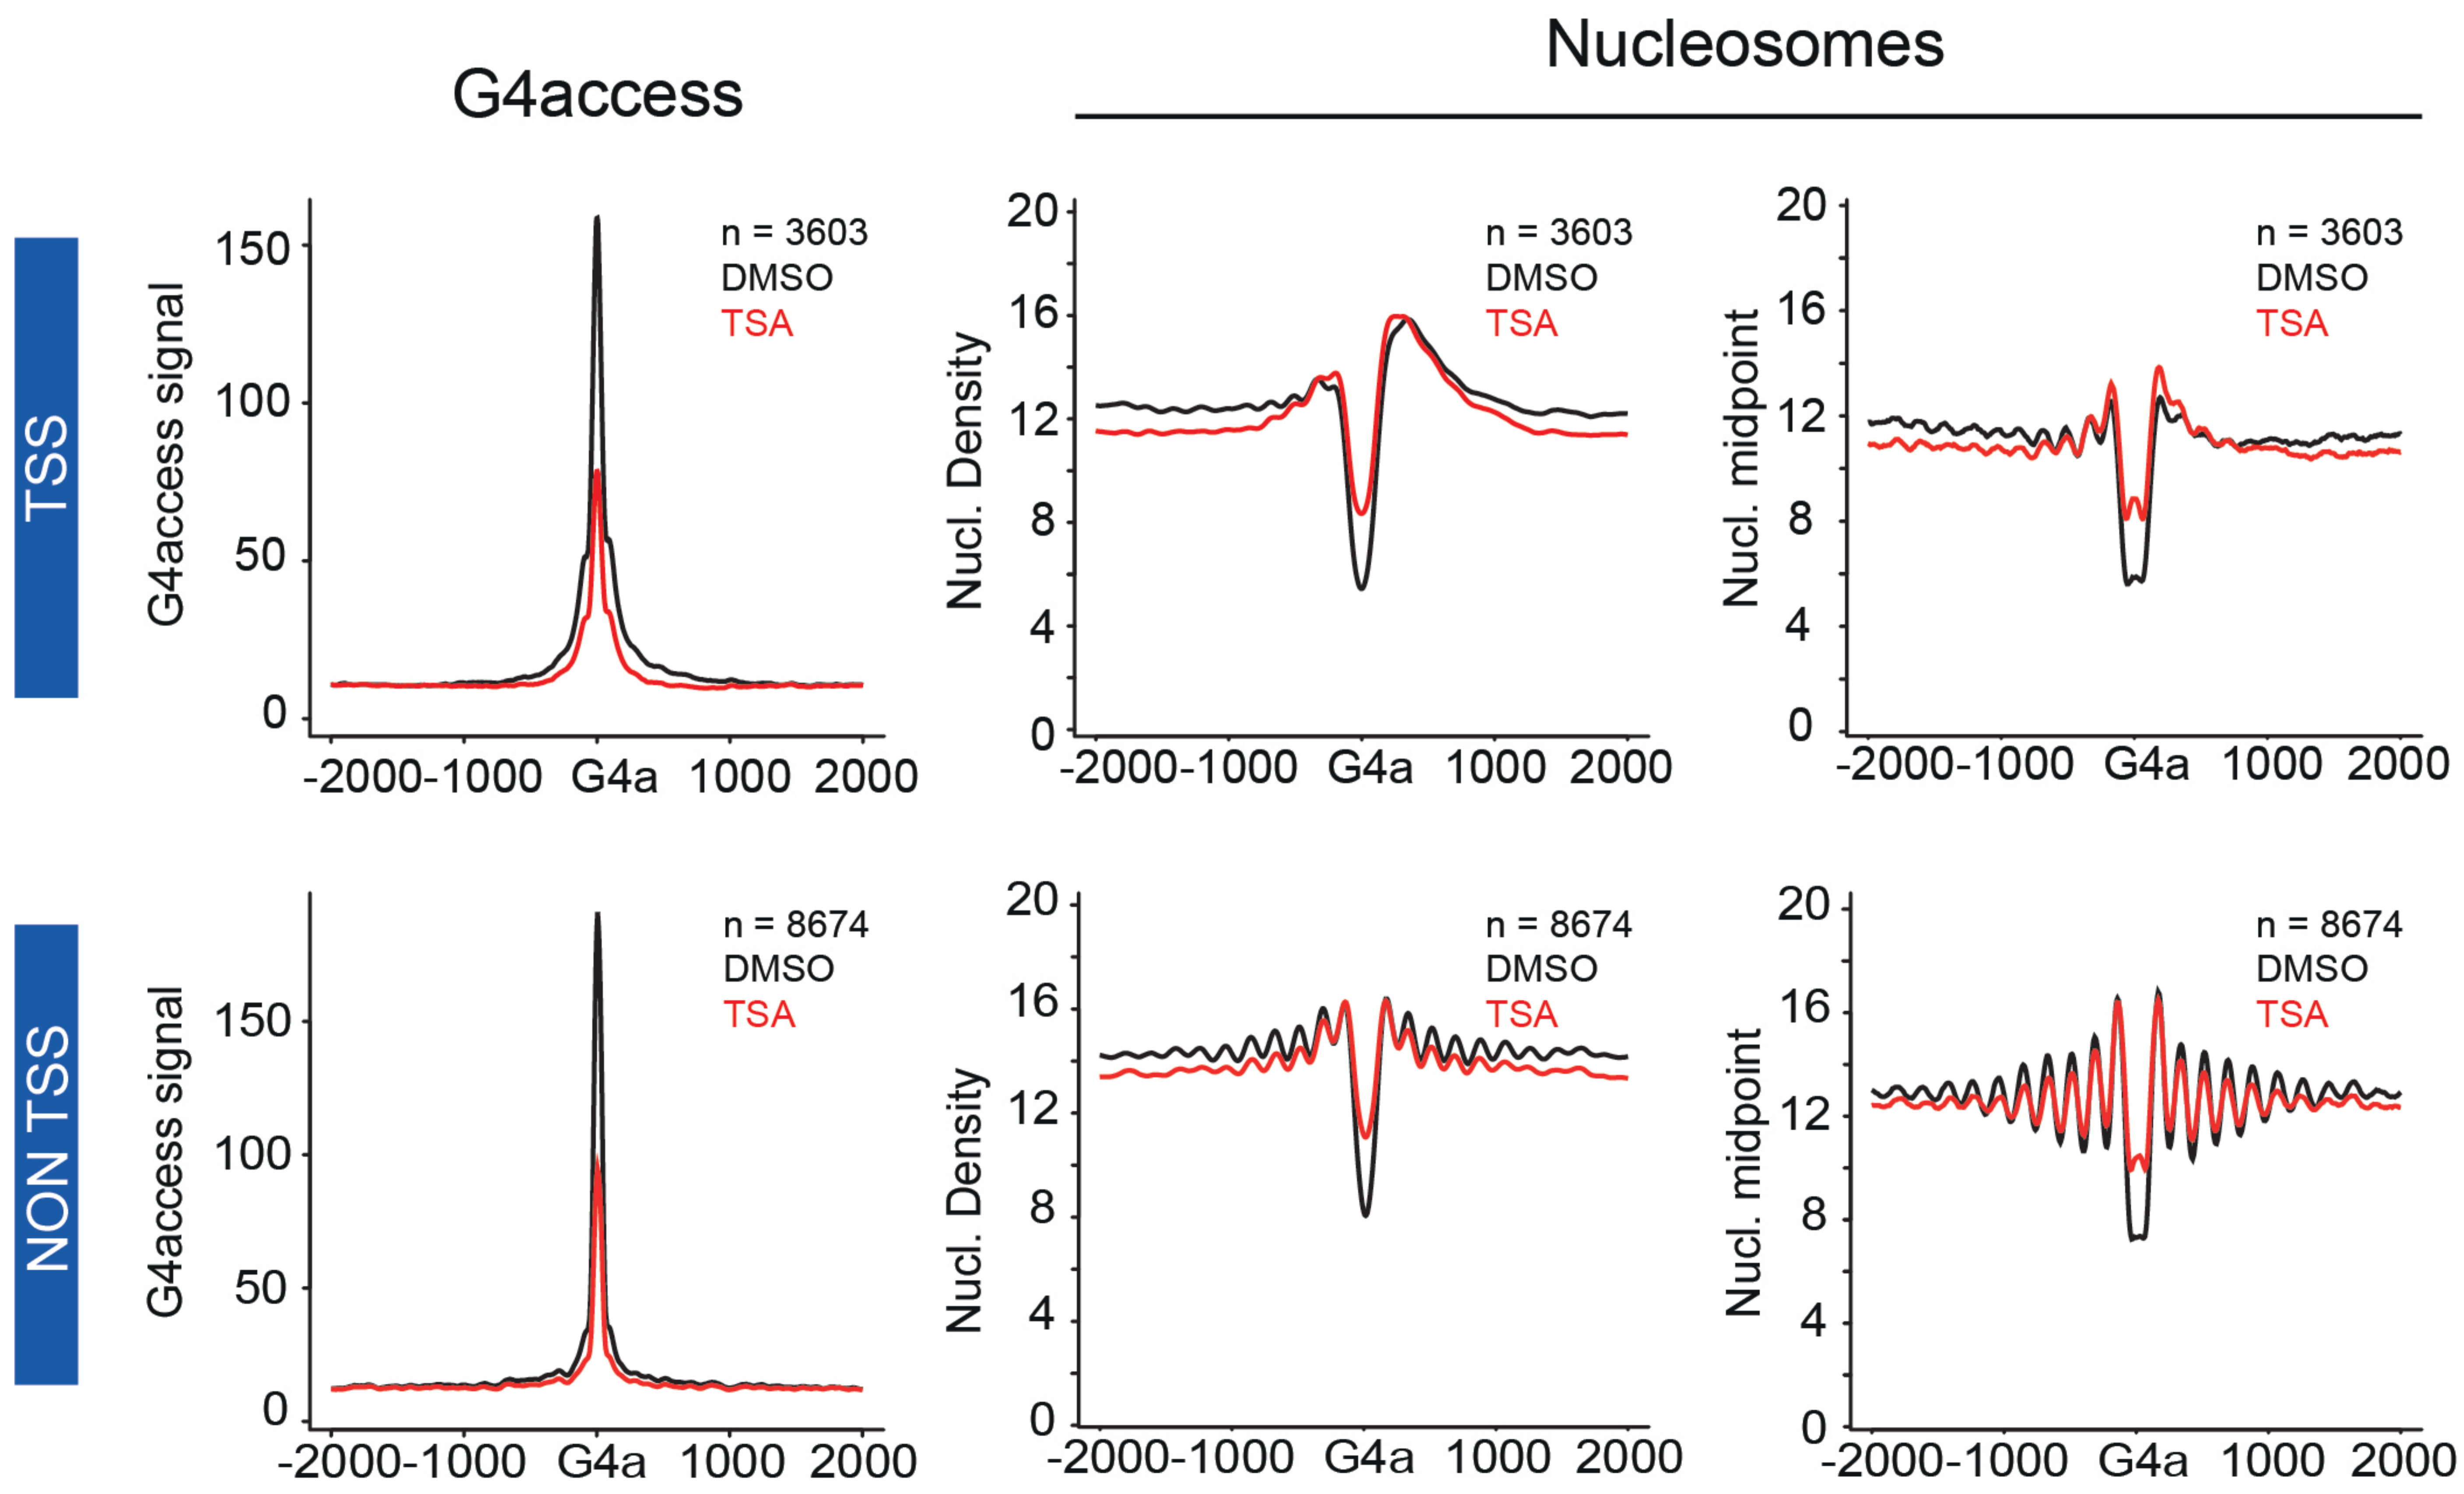 Nucleosomes
G4access
TSS
G4access signal
150
100
50
0
n = 3603
DMSO
TSA
-2000-1000 G4a 1000 2000
Nucl. Density
20
16
12
8
4
0
n = 3603
DMSO
TSA
-2000-1000 G4a 1000 2000
Nucl. midpoint
20
16
12
8
4
0
n = 3603
DMSO
TSA
-2000-1000 G4a 1000 2000
NON TSS
G4access signal
150
100
50
0
n = 8674
DMSO
TSA
-2000-1000 G4a 1000 2000
Nucl. Density
20
16
12
8
4
0
n = 8674
DMSO
TSA
-2000-1000 G4a 1000 2000
Nucl. midpoint
20
16
12
8
4
0
n = 8674
DMSO
TSA
-2000-1000 G4a 1000 2000